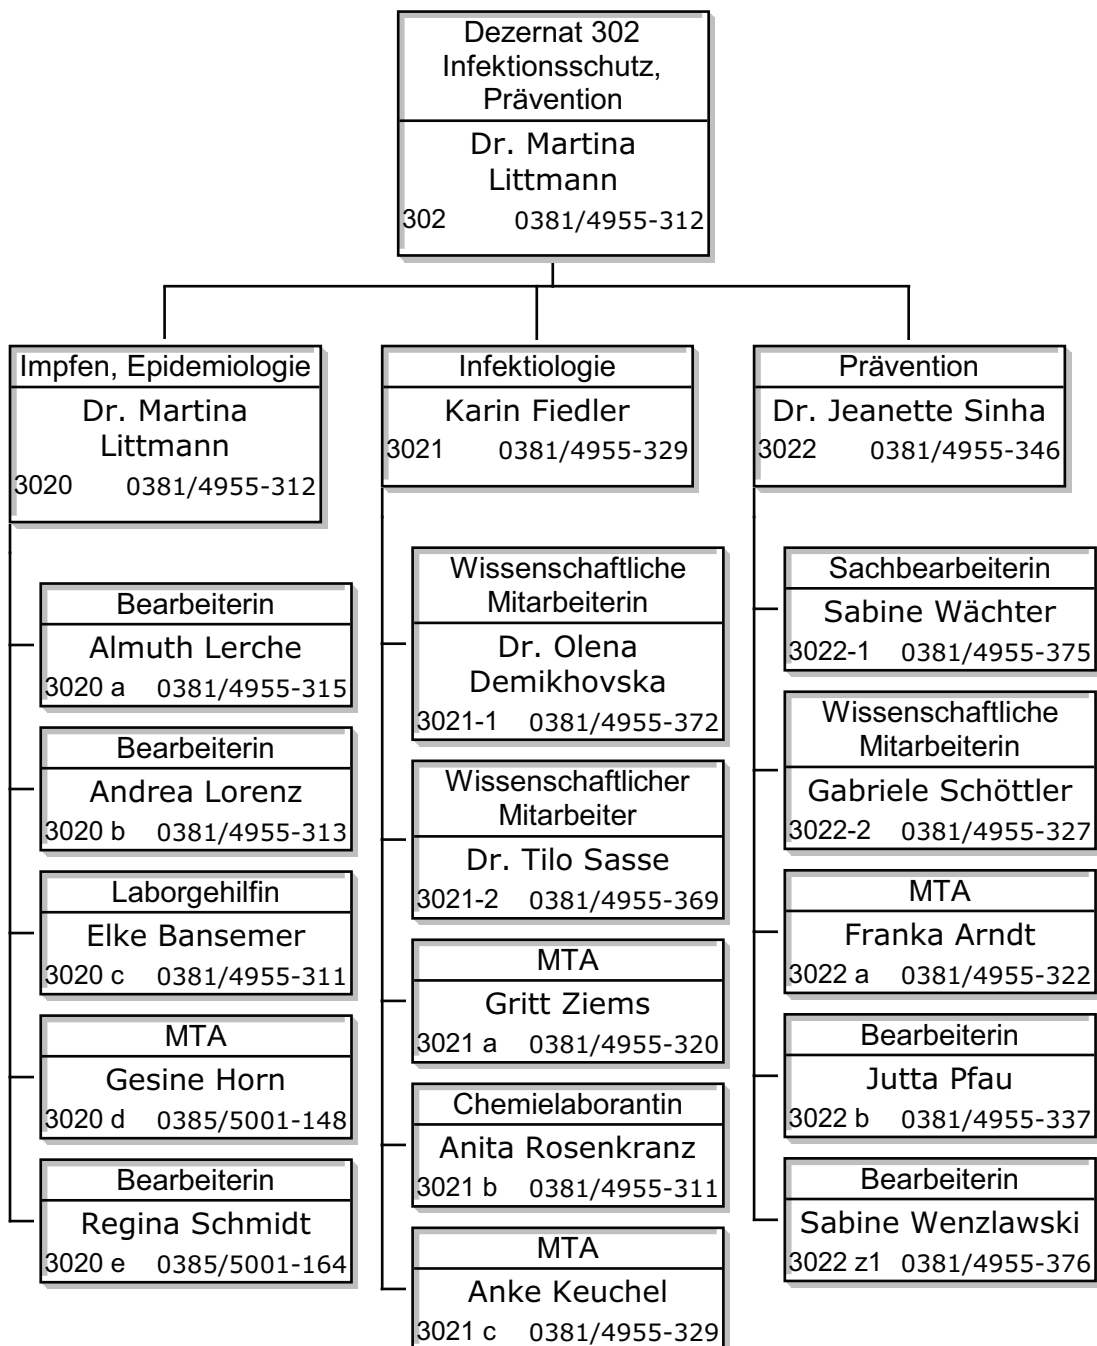 Dezernat 302
Infektionsschutz,
Prävention
Dr. Martina
Littmann
302 0381/4955-312
Impfen, Epidemiologie
Dr. Martina
Littmann
3020 0381/4955-312
Bearbeiterin
Almuth Lerche
3020 a 0381/4955-315
Bearbeiterin
Andrea Lorenz
3020 b 0381/4955-313
Laborgehilfin
Elke Bansemer
3020 c 0381/4955-311
MTA
Gesine Horn
3020 d 0385/5001-148
Bearbeiterin
Regina Schmidt
3020 e 0385/5001-164
Infektiologie
Karin Fiedler
3021 0381/4955-329
Wissenschaftliche
Mitarbeiterin
Dr. Olena
Demikhovska
3021-1 0381/4955-372
Wissenschaftlicher
Mitarbeiter
Dr. Tilo Sasse
3021-2 0381/4955-369
MTA
Gritt Ziems
3021 a 0381/4955-320
Chemielaborantin
Anita Rosenkranz
3021 b 0381/4955-311
MTA
Anke Keuchel
3021 c 0381/4955-329
Prävention
Dr. Jeanette Sinha
3022 0381/4955-346
Sachbearbeiterin
Sabine Wächter
3022-1 0381/4955-375
Wissenschaftliche
Mitarbeiterin
Gabriele Schöttler
3022-2 0381/4955-327
MTA
Franka Arndt
3022 a 0381/4955-322
Bearbeiterin
Jutta Pfau
3022 b 0381/4955-337
Bearbeiterin
Sabine Wenzlawski
3022 z1 0381/4955-376